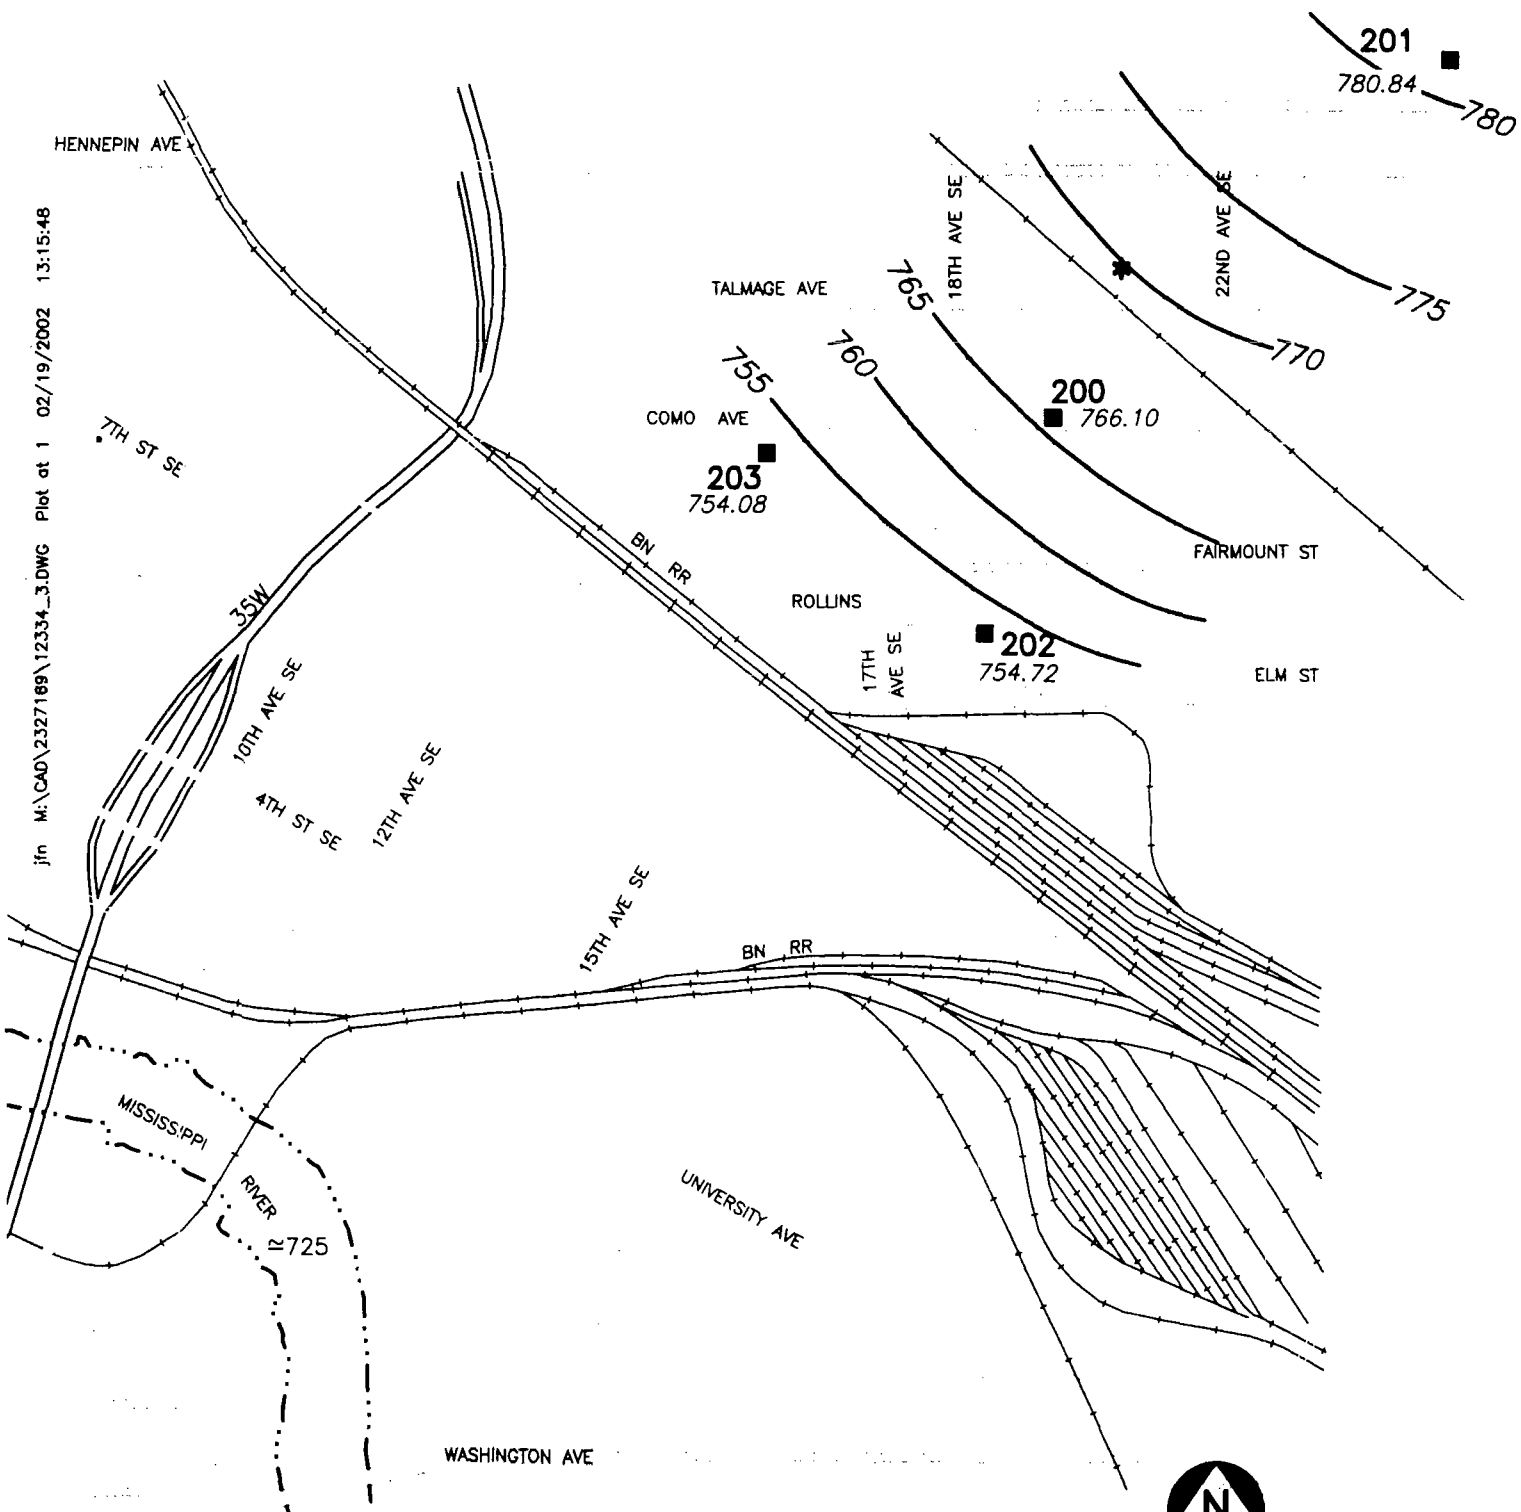 201
780.84
780
HENNEPIN AVE
18TH AVE SE
22ND AVE SE
jfn M:\CAD\2327169\12334_3.DWG Plot at 1 02/19/2002 13:15:48
TALMAGE AVE
765
775
*
770
760
755
200
766.10
COMO AVE
203
754.08
7TH ST SE
BN RR
FAIRMOUNT ST
35W
ROLLINS
17TH
AVE SE
202
754.72
ELM ST
10TH AVE SE
4TH ST SE
12TH AVE SE
15TH AVE SE
BN RR
MISSISSIPPI
RIVER
≃725
UNIVERSITY AVE
WASHINGTON AVE
N